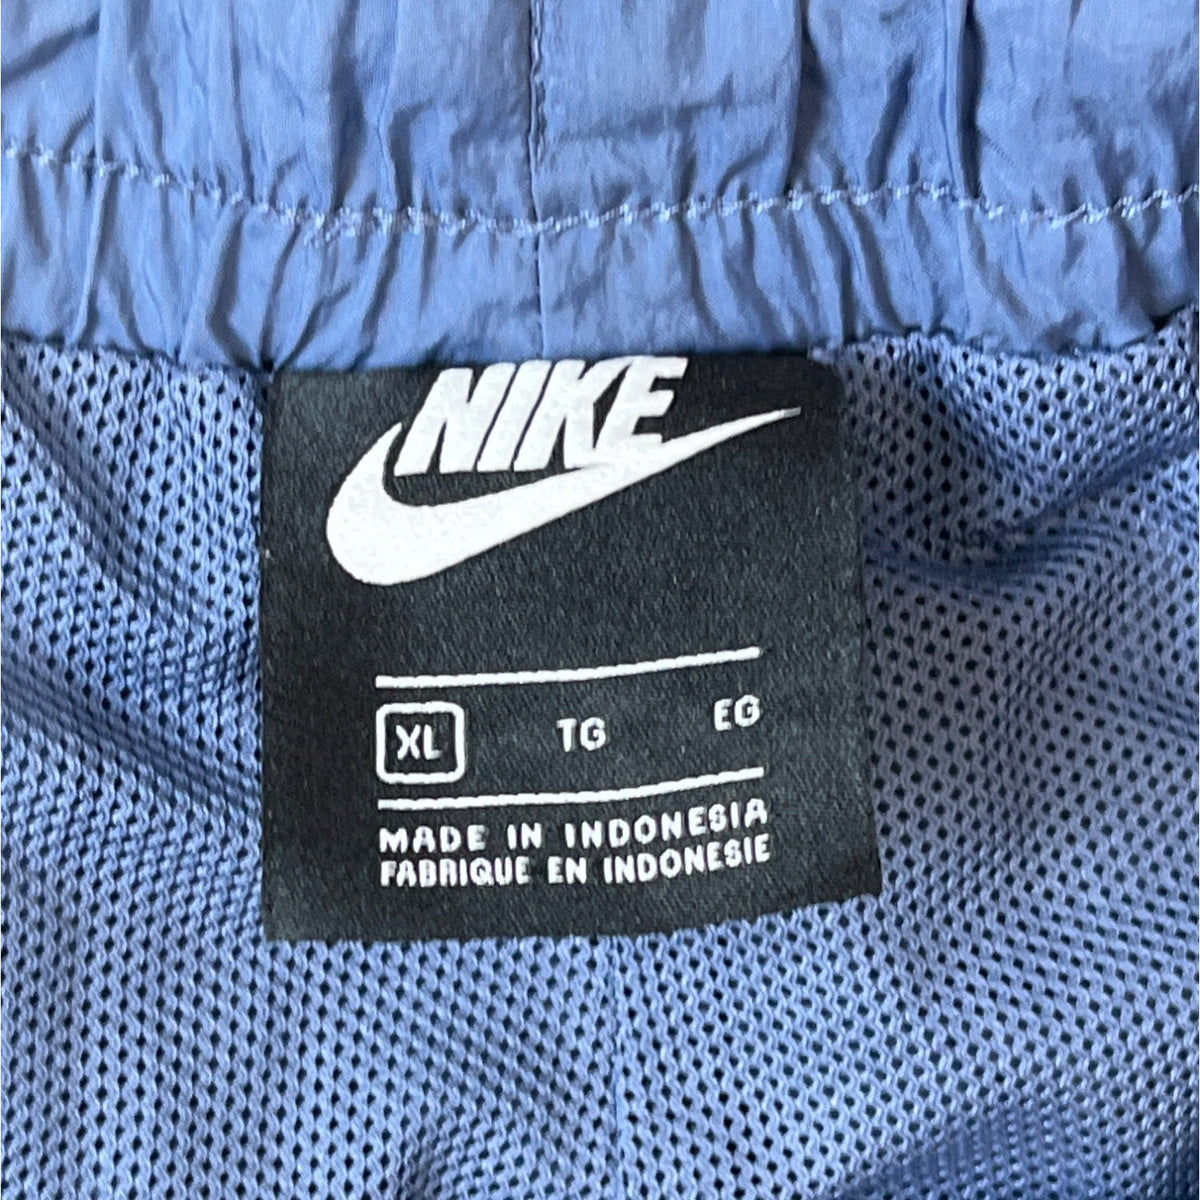 NIKE
XL TG EG
MADE IN INDONESIA
FABRIQUE EN INDONESIE